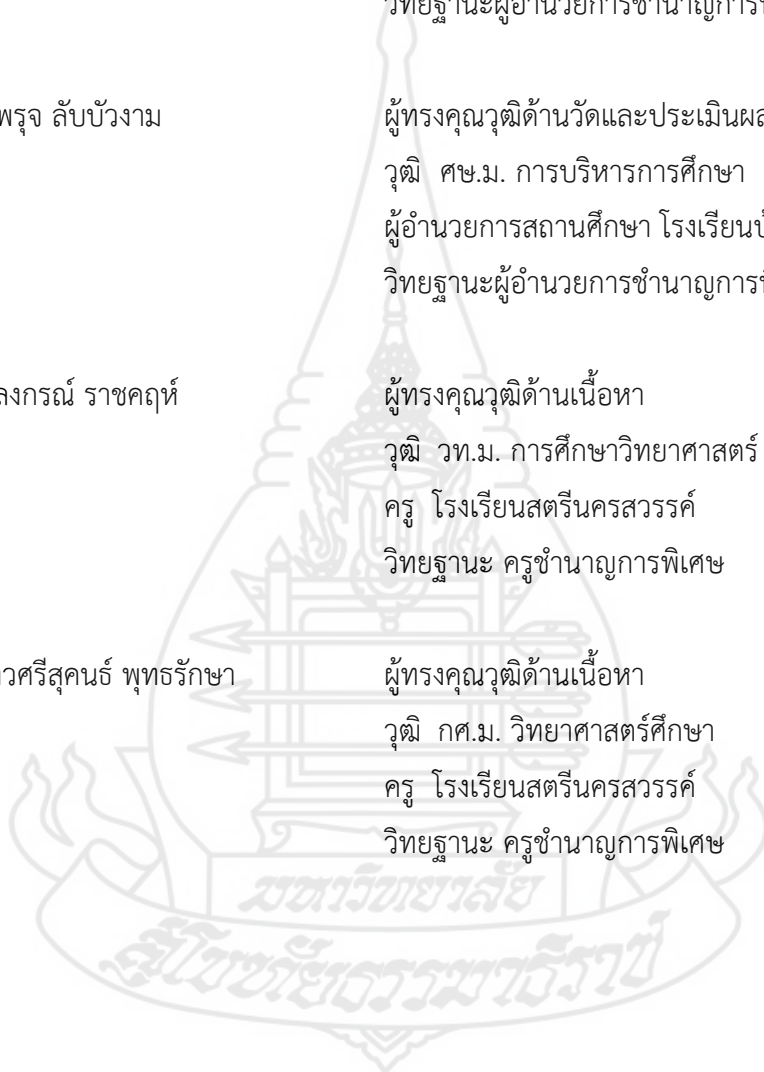 วิทยฐานะผู้อำนวยการชำนาญการ
พรุจ ลับบัวงาม ผู้ทรงคุณวุฒิด้านวัดและประเมินผล
วุฒิ ศษ.ม. การบริหารการศึกษา
ผู้อำนวยการสถานศึกษา โรงเรียน
วิทยฐานะผู้อำนวยการชำนาญการ
ลงกรณ์ ราชคฤห์ ผู้ทรงคุณวุฒิด้านเนื้อหา
วุฒิ วท.ม. การศึกษาวิทยาศาสตร์
ครู โรงเรียนสตรีนครสวรรค์
วิทยฐานะ ครูชำนาญการพิเศษ
วศรีสุคนธ์ พุทธรักษา ผู้ทรงคุณวุฒิด้านเนื้อหา
วุฒิ กศ.ม. วิทยาศาสตร์ศึกษา
ครู โรงเรียนสตรีนครสวรรค์
วิทยฐานะ ครูชำนาญการพิเศษ
มหาวิทยาลัย
สุโขทัยธรรมาธิราช